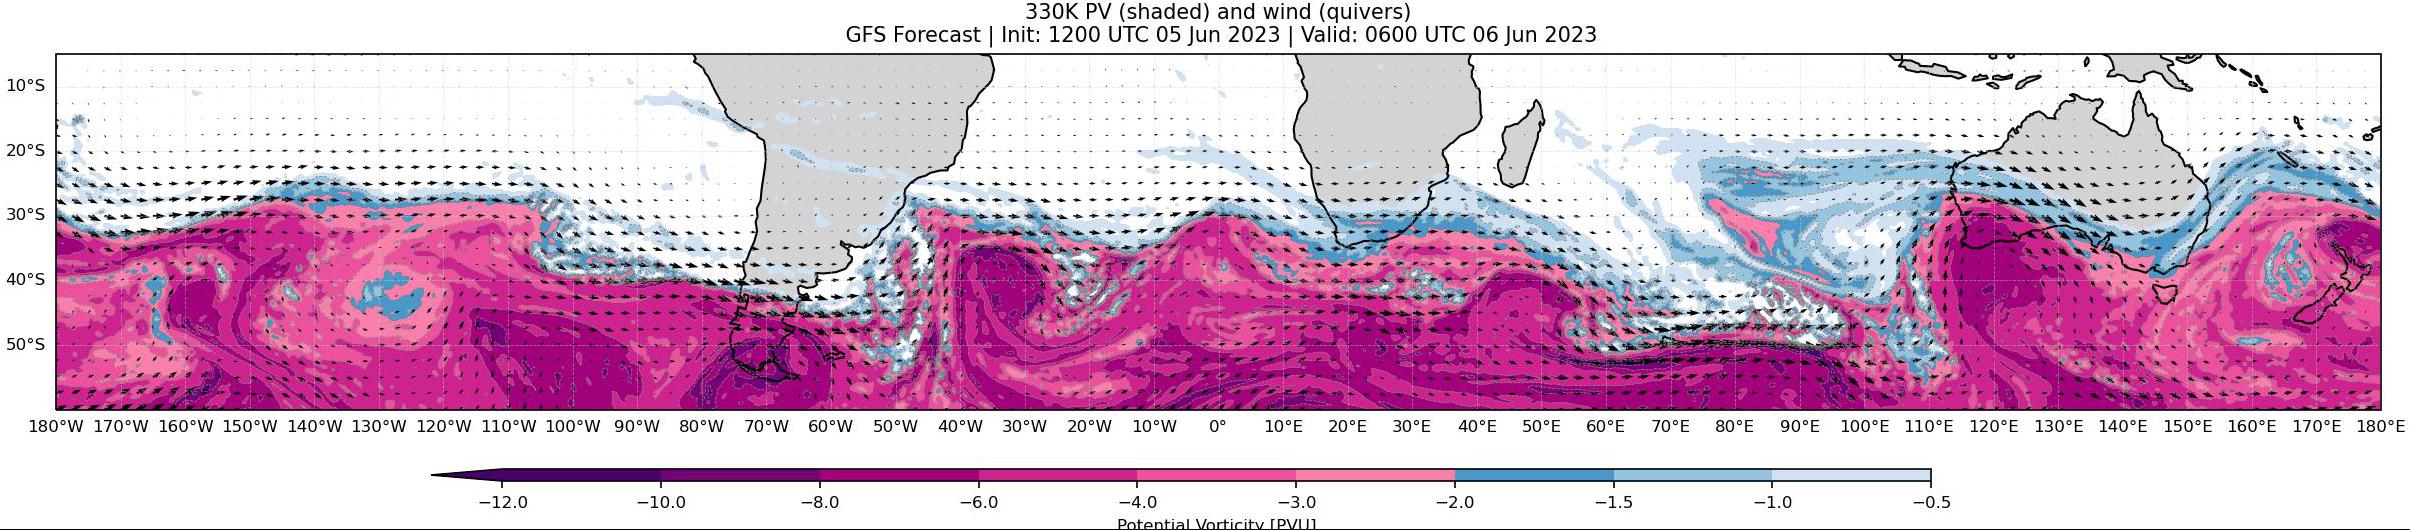 330K PV (shaded) and wind (quivers)
GFS Forecast | Init: 1200 UTC 05 Jun 2023 | Valid: 0600 UTC 06 Jun 2023
10°S
20°S
30°S
40°S
50°S
180°W 170°W 160°W 150°W 140°W 130°W 120°W 110°W 100°W 90°W 80°W 70°W 60°W 50°W 40°W 30°W 20°W 10°W 0° 10°E 20°E 30°E 40°E 50°E 60°E 70°E 80°E 90°E 100°E 110°E 120°E 130°E 140°E 150°E 160°E 170°E 180°E
−12.0 −10.0 −8.0 −6.0 −4.0 −3.0 −2.0 −1.5 −1.0 −0.5
Potential Vorticity [PVU]